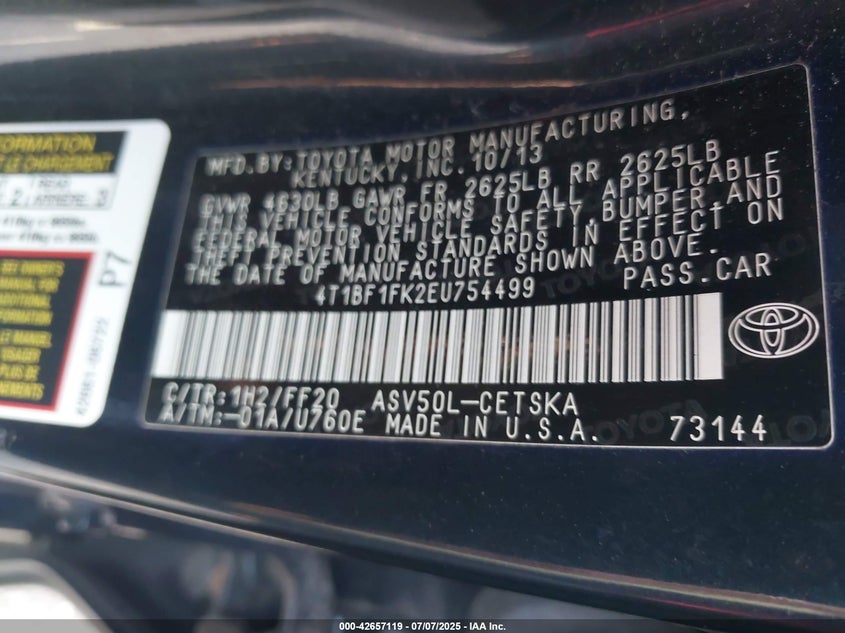 MFD.BY:TOYOTA MOTOR MANUFACTURING,
KENTUCKY, INC. 10/13
GVWR 4630LB GAWR FR 2625LB RR 2625LB
THIS VEHICLE CONFORMS TO ALL APPLICABLE
FEDERAL MOTOR VEHICLE SAFETY,BUMPER,AND
THEFT PREVENTION STANDARDS IN EFFECT ON
THE DATE OF MANUFACTURE SHOWN ABOVE.
4T1BF1FK2EU754499 PASS.CAR
C/TR:1H2/FF20 ASV50L-CETSKA
A/TM:-01A/U760E MADE IN U.S.A. 73144
FORMATION
CHARGEMENT
P7
000-42657119 / 07/07/2025 - IAA Inc.